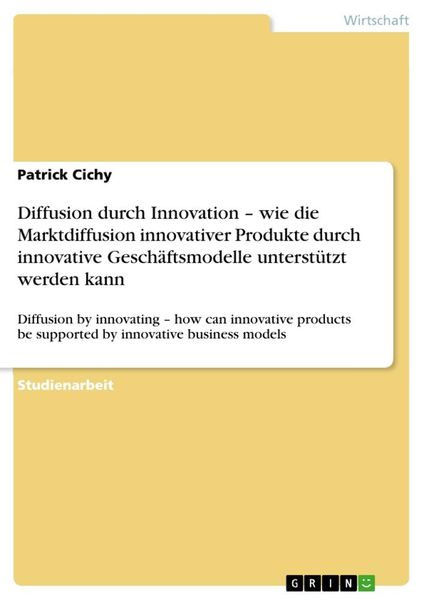 Wirtschaft
Patrick Cichy
Diffusion durch Innovation – wie die
Marktdiffusion innovativer Produkte durch
innovative Geschäftsmodelle unterstützt
werden kann
Diffusion by innovating – how can innovative products
be supported by innovative business models
Studienarbeit
GRIN